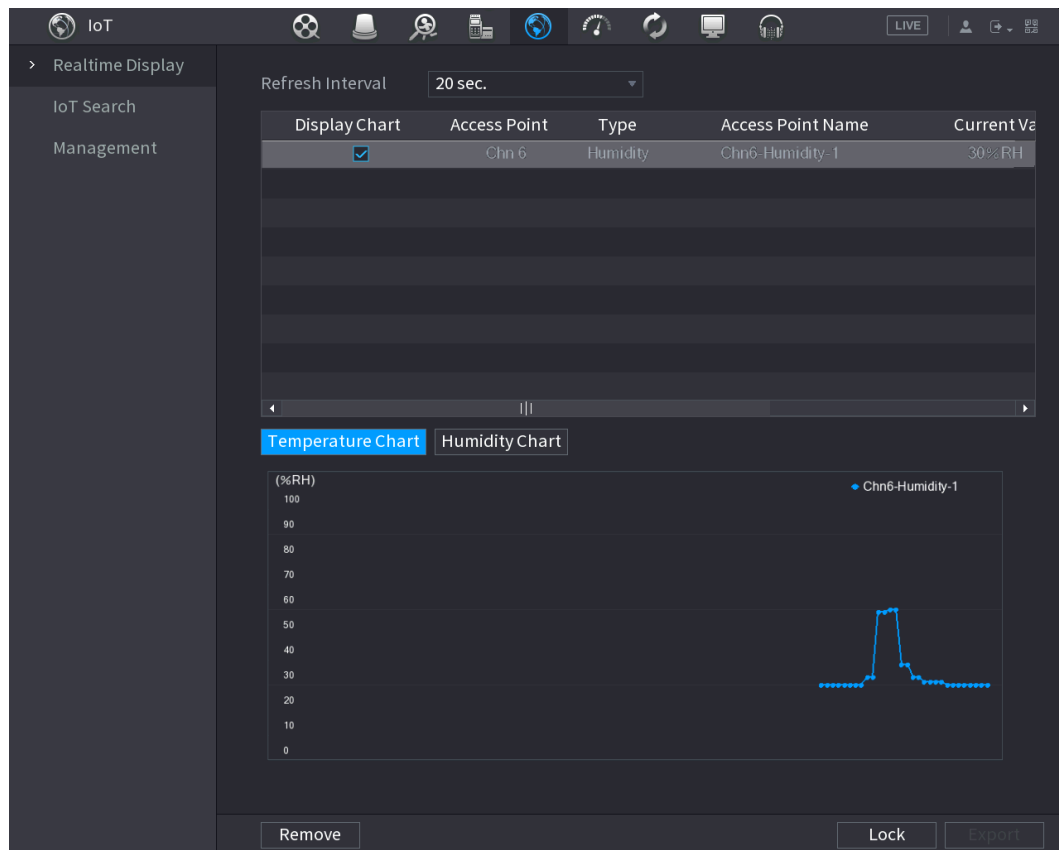 IoT LIVE
Realtime Display
IoT Search
Management
Refresh Interval 20 sec.
Display Chart Access Point Type Access Point Name Current Va
Chn 6 Humidity Chn6-Humidity-1 30%RH
Temperature Chart Humidity Chart
(%RH)
Chn6-Humidity-1
100
90
80
70
60
50
40
30
20
10
0
Remove Lock Export